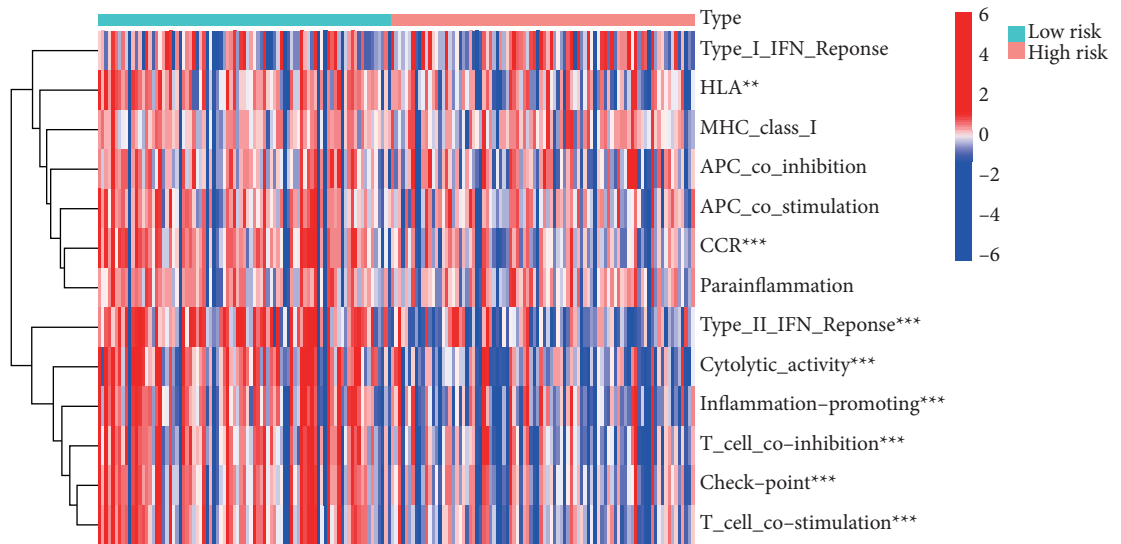 Type
Type_I_IFN_Reponse
HLA**
MHC_class_I
APC_co_inhibition
APC_co_stimulation
CCR***
Parainflammation
Type_II_IFN_Reponse***
Cytolytic_activity***
Inflammation–promoting***
T_cell_co–inhibition***
Check–point***
T_cell_co–stimulation***
6
4
2
0
–2
–4
–6
Low risk
High risk